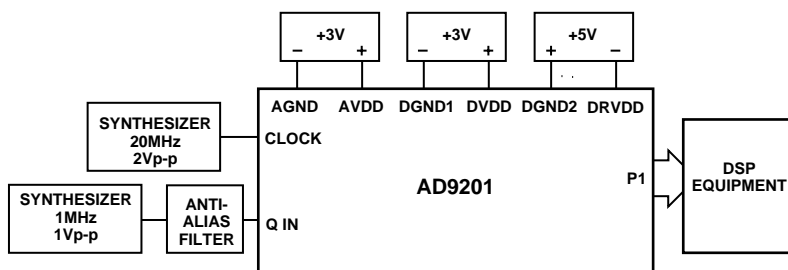 +3V
+3V
+5V
– +
– +
+ –
AGND AVDD DGND1 DVDD DGND2 DRVDD
SYNTHESIZER
20MHz
2Vp-p
CLOCK
SYNTHESIZER
1MHz
1Vp-p
ANTI-
ALIAS
FILTER
Q IN
AD9201
P1
DSP
EQUIPMENT